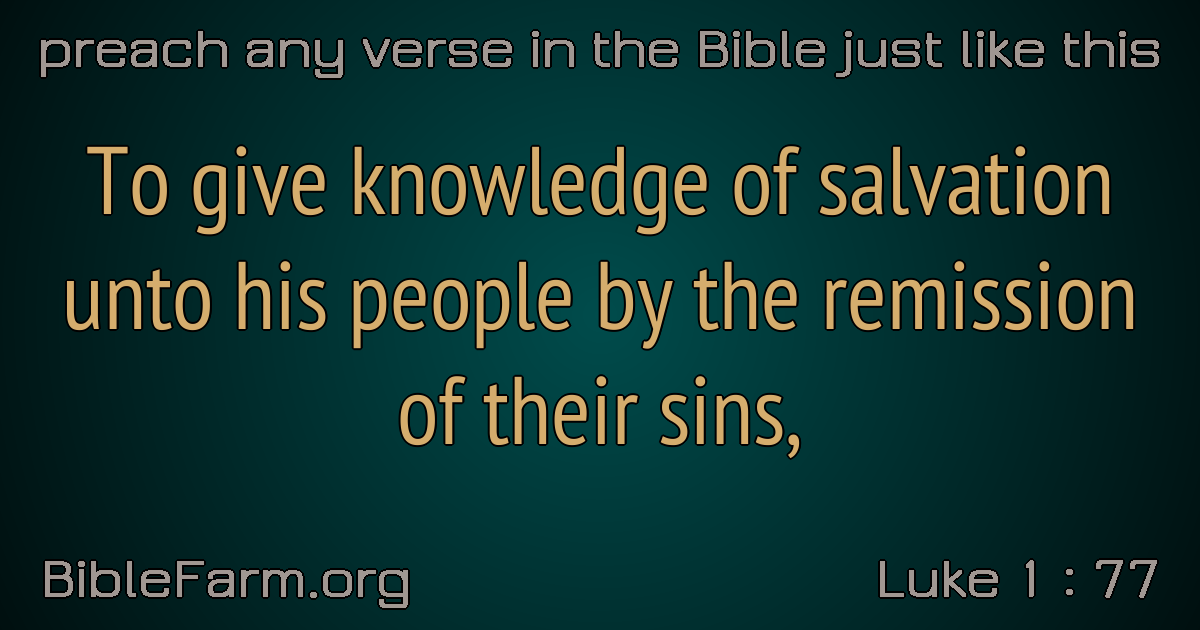 preach any verse in the Bible just like this
To give knowledge of salvation
unto his people by the remission
of their sins,
BibleFarm.org
Luke 1 : 77